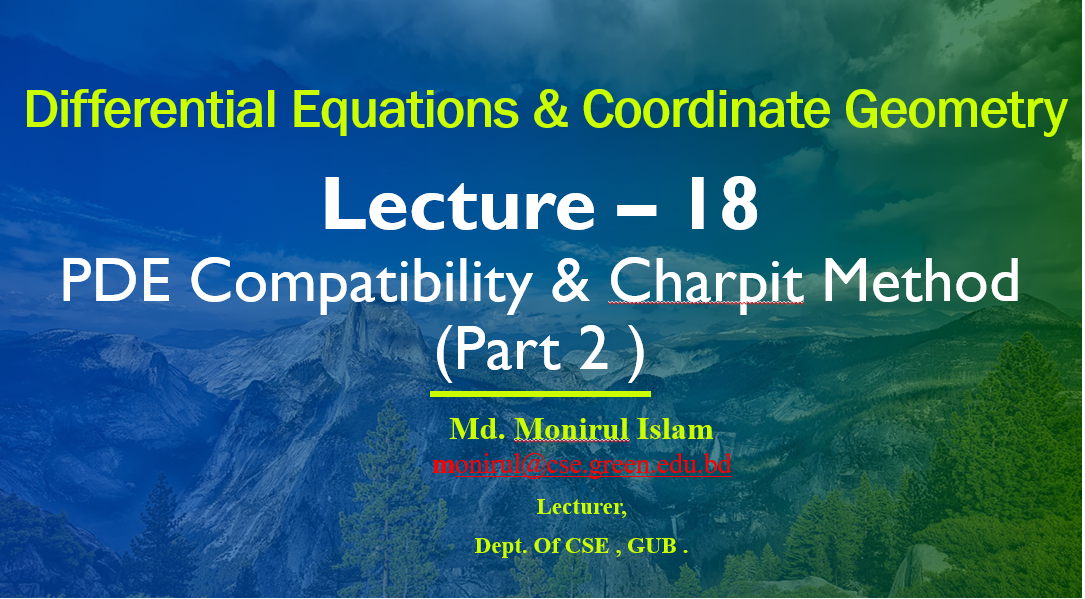 Differential Equations & Coordinate Geometry
Lecture – 18
PDE Compatibility & Charpit Method
(Part 2 )
Md. Monirul Islam
monirul@cse.green.edu.bd
Lecturer,
Dept. Of CSE , GUB .